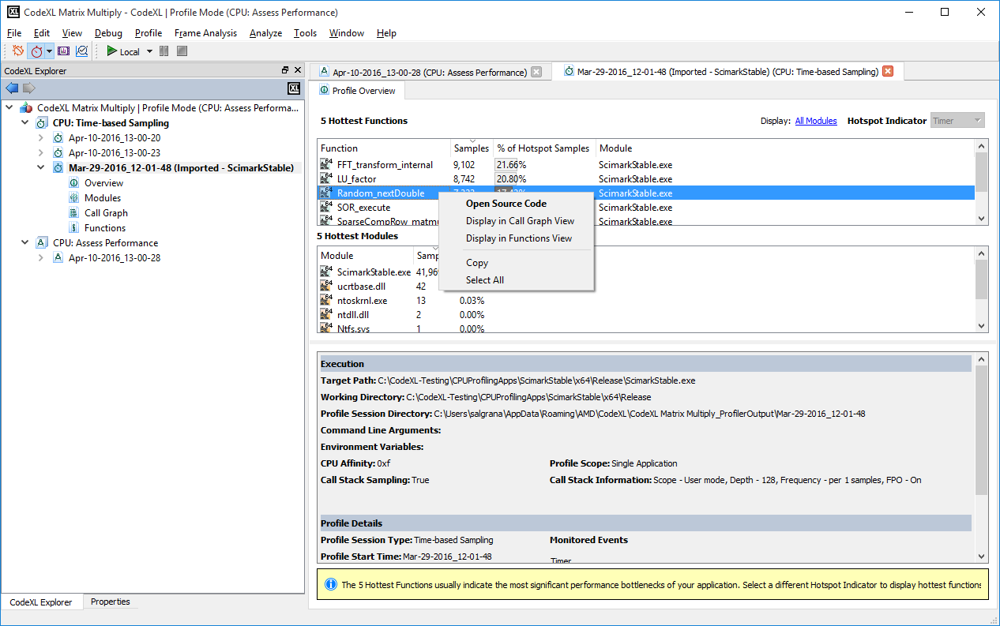 CodeXL Matrix Multiply - CodeXL | Profile Mode (CPU: Assess Performance)
File Edit View Debug Profile Frame Analysis Analyze Tools Window Help
Local
CodeXL Explorer
XL
CodeXL Matrix Multiply | Profile Mode (CPU: Assess Performa...
CPU: Time-based Sampling
Apr-10-2016_13-00-20
Apr-10-2016_13-00-23
Mar-29-2016_12-01-48 (Imported - ScimarkStable)
Overview
Modules
Call Graph
Functions
CPU: Assess Performance
Apr-10-2016_13-00-28
CodeXL Explorer Properties
Apr-10-2016_13-00-28 (CPU: Assess Performance) Mar-29-2016_12-01-48 (Imported - ScimarkStable) (CPU: Time-based Sampling)
Profile Overview
5 Hottest Functions Display: All Modules Hotspot Indicator Timer
Function Samples % of Hotspot Samples Module
FFT_transform_internal 9,102 21.66% ScimarkStable.exe
LU_factor 8,742 20.80% ScimarkStable.exe
Random_nextDouble ScimarkStable.exe
SOR_execute ScimarkStable.exe
SparseCompRow_matmu ScimarkStable.exe
Open Source Code
Display in Call Graph View
Display in Functions View
Copy
Select All
5 Hottest Modules
Module Samp
ScimarkStable.exe 41,96
ucrtbase.dll 42
ntoskrnl.exe 13 0.03%
ntdll.dll 2 0.00%
Ntfs.sys 1 0.00%
Execution
Target Path: C:\CodeXL-Testing\CPUProfilingApps\ScimarkStable\x64\Release\ScimarkStable.exe
Working Directory: C:\CodeXL-Testing\CPUProfilingApps\ScimarkStable\x64\Release
Profile Session Directory: C:\Users\salgrana\AppData\Roaming\AMD\CodeXL\CodeXL Matrix Multiply_ProfilerOutput\Mar-29-2016_12-01-48
Command Line Arguments:
Environment Variables:
CPU Affinity: 0xf Profile Scope: Single Application
Call Stack Sampling: True Call Stack Information: Scope - User mode, Depth - 128, Frequency - per 1 samples, FPO - On
Profile Details
Profile Session Type: Time-based Sampling Monitored Events
Profile Start Time: Mar-29-2016_12-01-48 Timer
The 5 Hottest Functions usually indicate the most significant performance bottlenecks of your application. Select a different Hotspot Indicator to display hottest functions